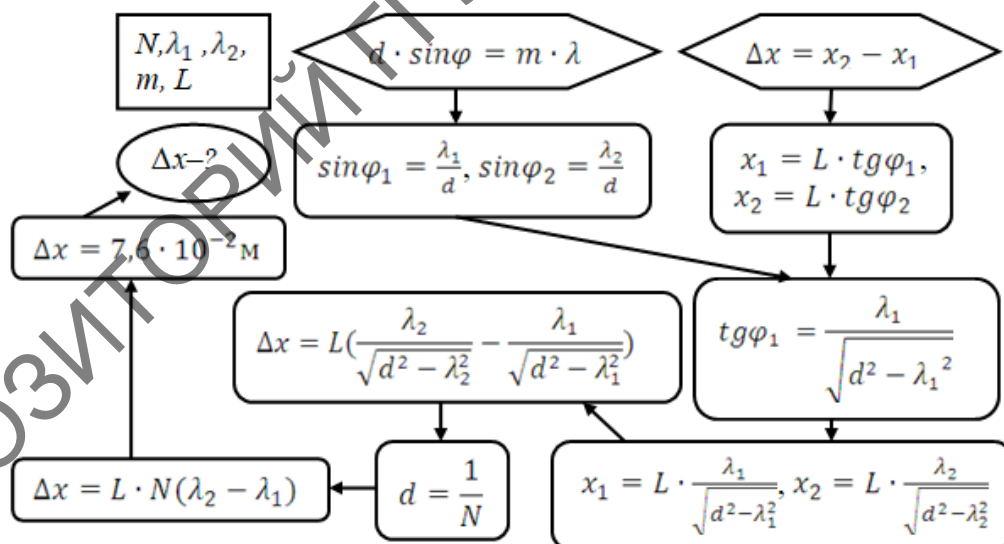 N,λ₁ ,λ₂,
m, L
d · sinφ = m · λ
Δx = x₂ − x₁
Δx–?
sinφ₁ = λ₁/d, sinφ₂ = λ₂/d
x₁ = L · tgφ₁,
x₂ = L · tgφ₂
Δx = 7,6 · 10⁻² м
Δx = L(λ₂/√(d² − λ₂²) − λ₁/√(d² − λ₁²))
tgφ₁ = λ₁/√(d² − λ₁²)
Δx = L · N(λ₂ − λ₁)
d = 1/N
x₁ = L · λ₁/√(d²−λ₁²), x₂ = L · λ₂/√(d²−λ₂²)